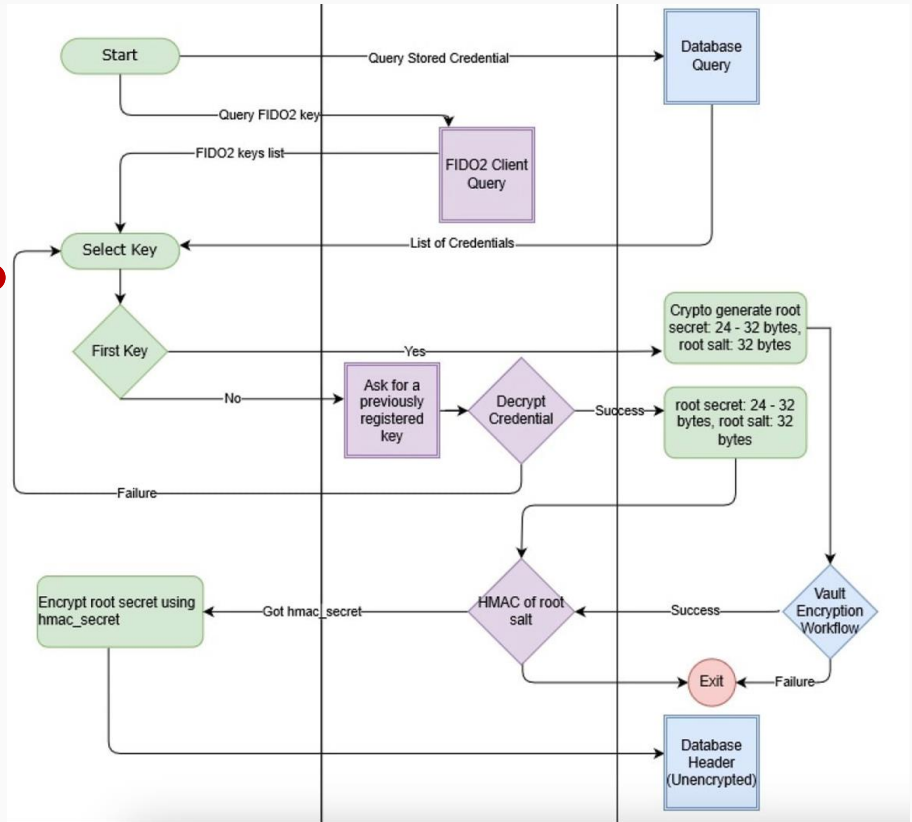 Start
Query Stored Credential
Database
Query
Query FIDO2 key
FIDO2 keys list
FIDO2 Client
Query
Select Key
List of Credentials
First Key
Yes
Crypto generate root
secret: 24 - 32 bytes,
root salt: 32 bytes
No
Ask for a
previously
registered
key
Decrypt
Credential
Success
root secret: 24 - 32
bytes, root salt: 32
bytes
Failure
Encrypt root secret using
hmac_secret
Got hmac_secret
HMAC of root
salt
Success
Vault
Encryption
Workflow
Exit
Failure
Database
Header
(Unencrypted)